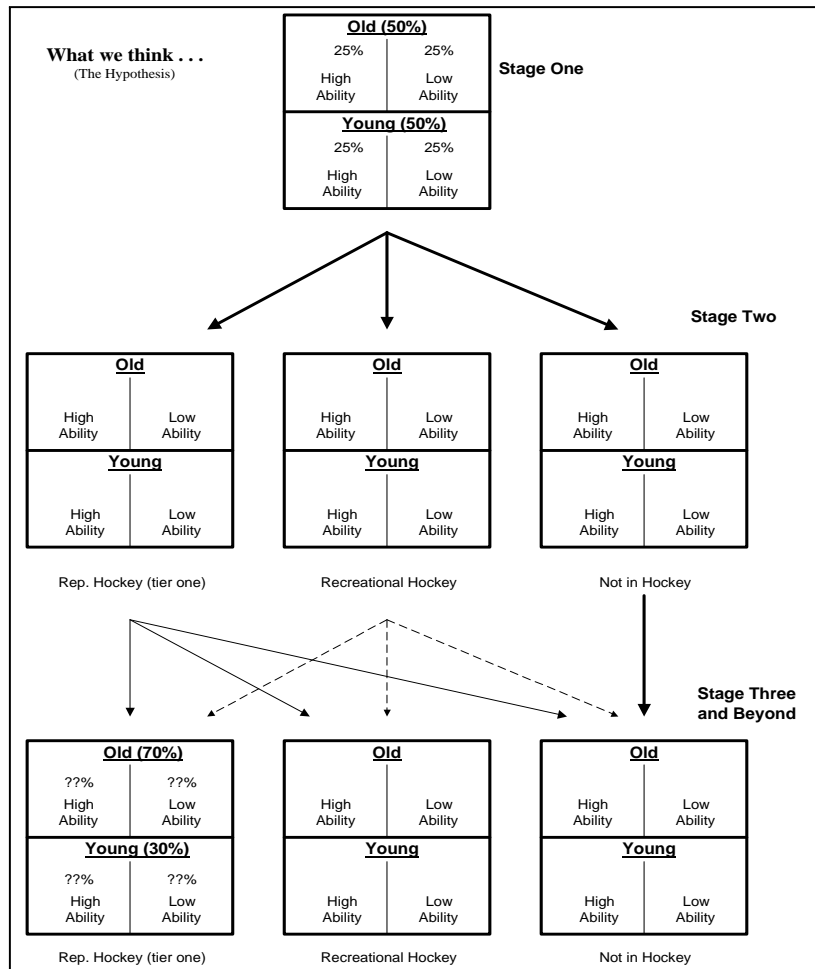 What we think . . .
(The Hypothesis)
Old (50%)
25% 25%
High Low
Ability Ability
Stage One
Young (50%)
25% 25%
High Low
Ability Ability
Stage Two
Old Old Old
High Low High Low High Low
Ability Ability Ability Ability Ability Ability
Young Young Young
High Low High Low High Low
Ability Ability Ability Ability Ability Ability
Rep. Hockey (tier one) Recreational Hockey Not in Hockey
Stage Three
and Beyond
Old (70%) Old Old
??% ??%
High Low High Low High Low
Ability Ability Ability Ability Ability Ability
Young (30%) Young Young
??% ??%
High Low High Low High Low
Ability Ability Ability Ability Ability Ability
Rep. Hockey (tier one) Recreational Hockey Not in Hockey